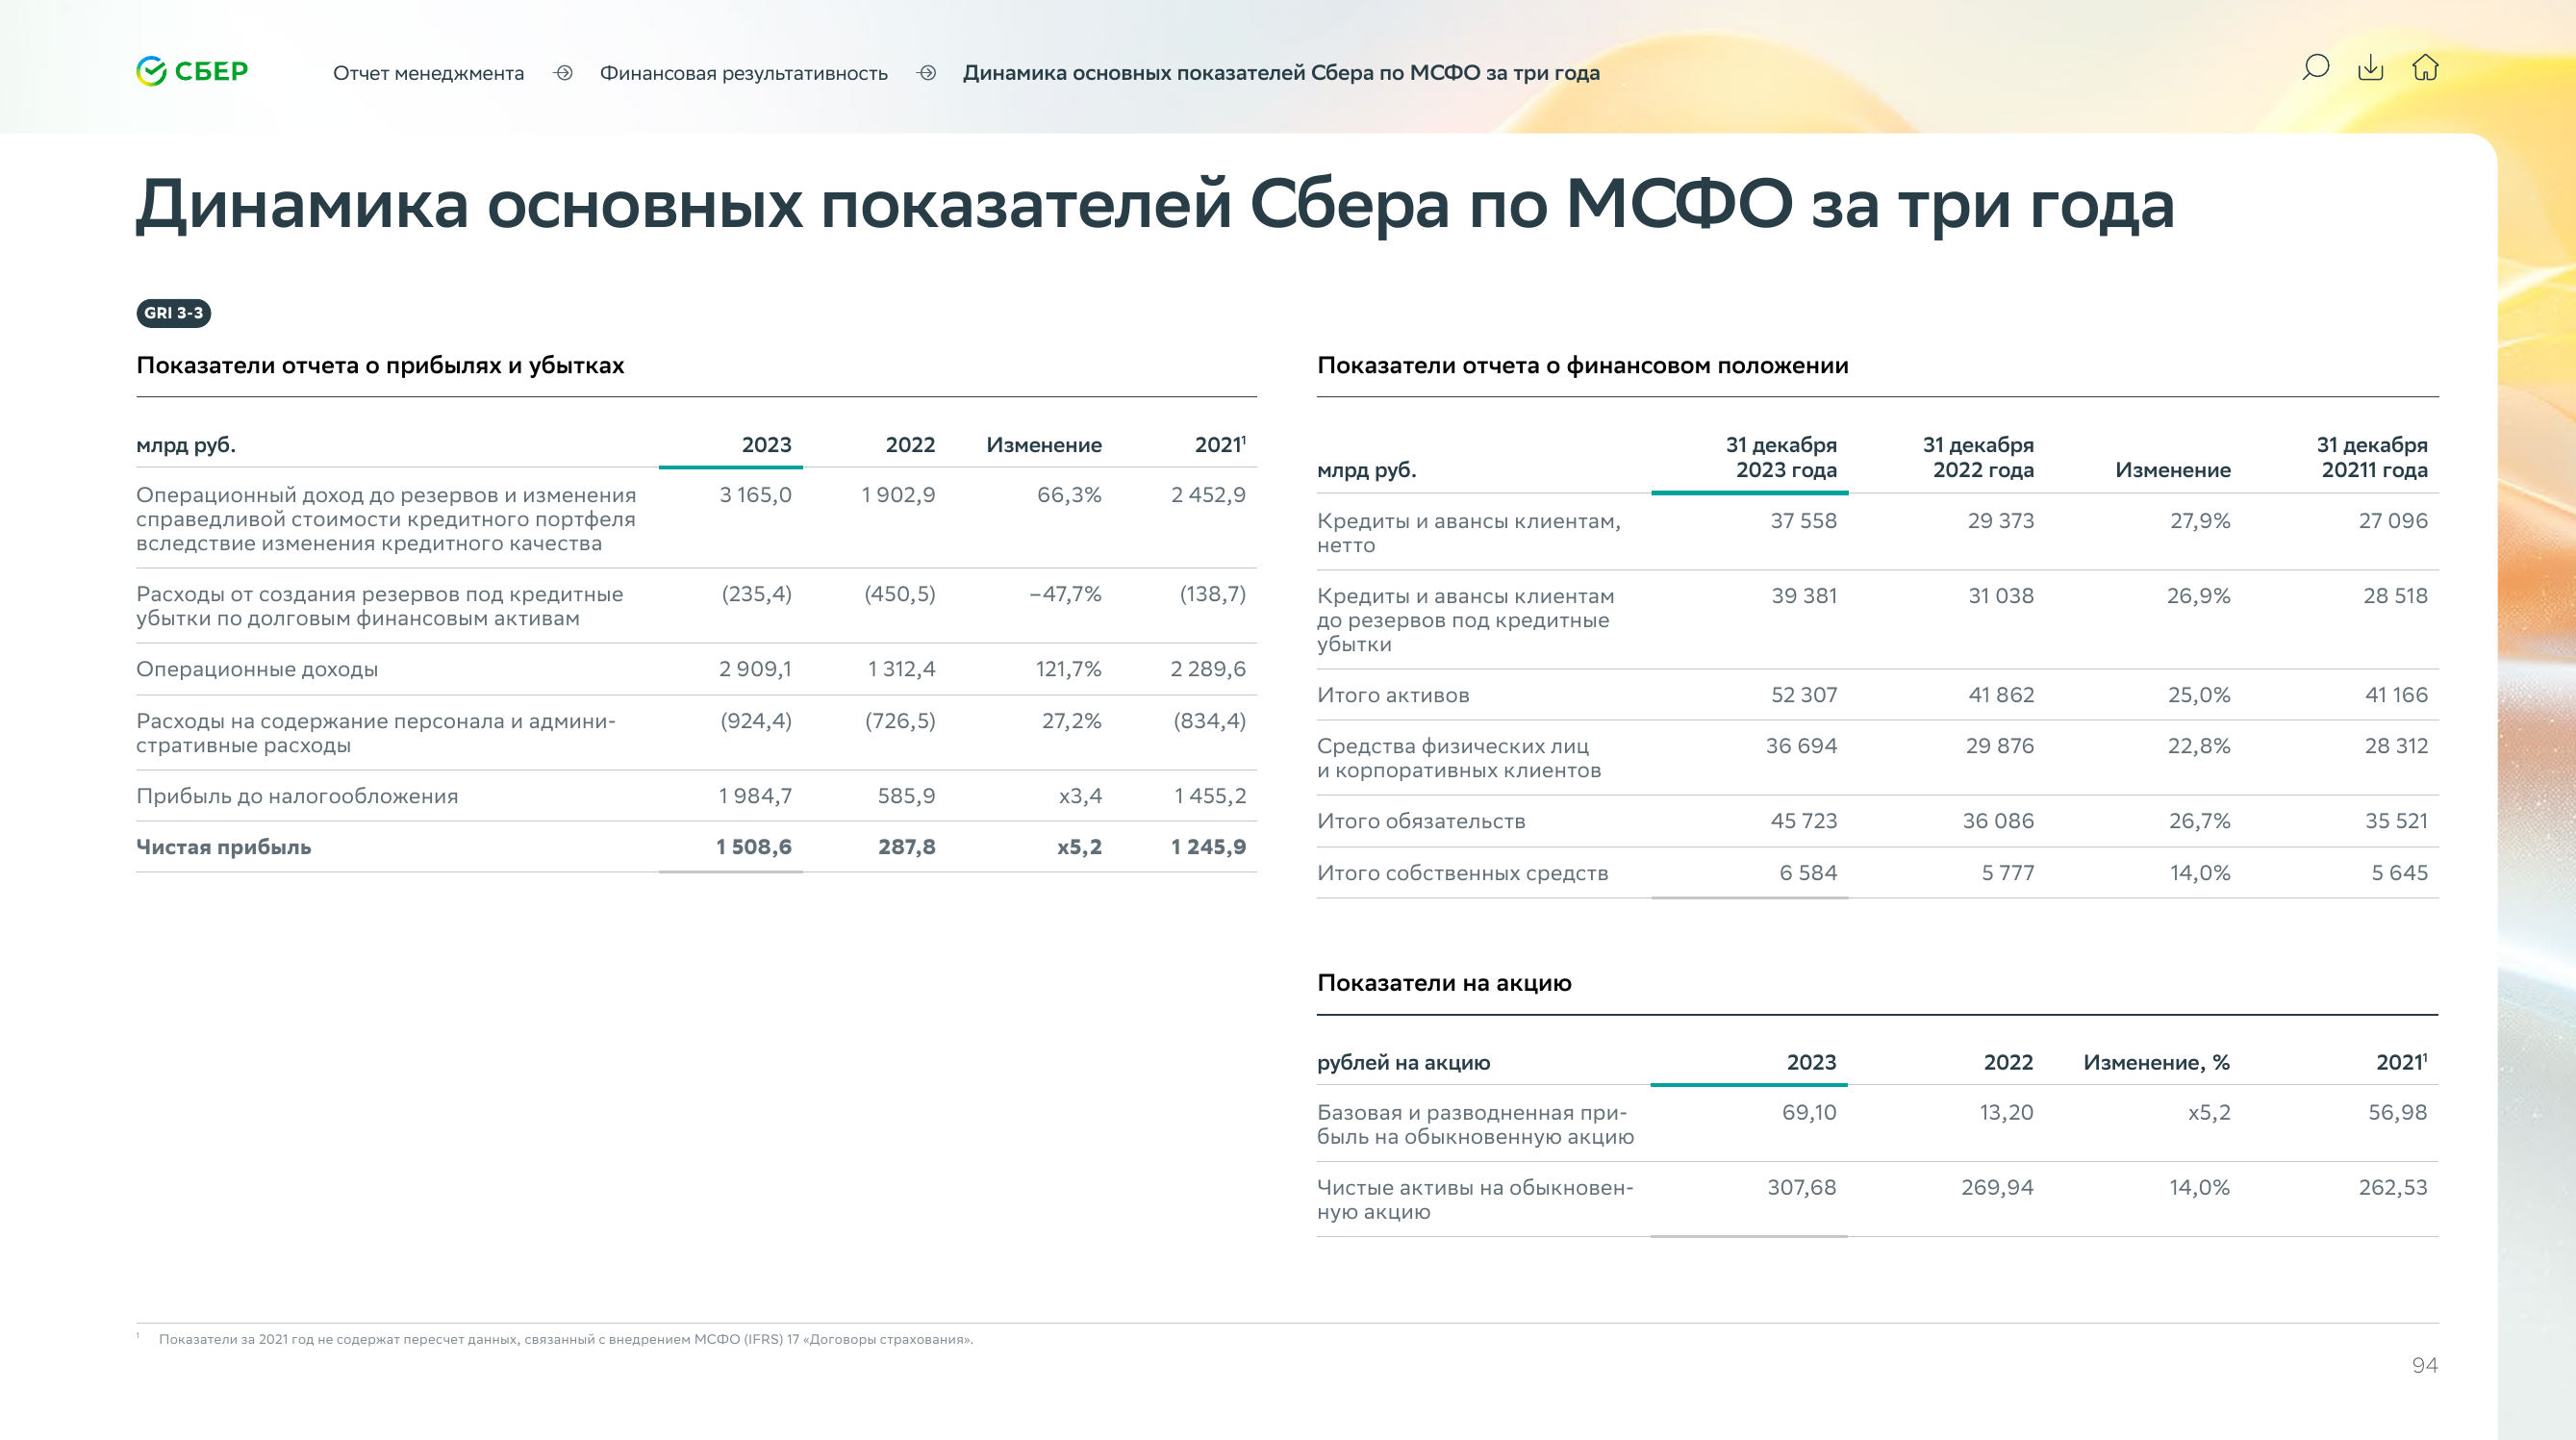 СБЕР
Отчет менеджмента
Финансовая результативность
Динамика основных показателей Сбера по МСФО за три года
Динамика основных показателей Сбера по МСФО за три года
GRI 3-3
Показатели отчета о прибылях и убытках
млрд руб. 2023 2022 Изменение 2021¹
Операционный доход до резервов и изменения 3 165,0 1 902,9 66,3% 2 452,9
справедливой стоимости кредитного портфеля
вследствие изменения кредитного качества
Расходы от создания резервов под кредитные (235,4) (450,5) −47,7% (138,7)
убытки по долговым финансовым активам
Операционные доходы 2 909,1 1 312,4 121,7% 2 289,6
Расходы на содержание персонала и админи- (924,4) (726,5) 27,2% (834,4)
стративные расходы
Прибыль до налогообложения 1 984,7 585,9 х3,4 1 455,2
Чистая прибыль 1 508,6 287,8 х5,2 1 245,9
Показатели отчета о финансовом положении
31 декабря 31 декабря 31 декабря
млрд руб. 2023 года 2022 года Изменение 20211 года
Кредиты и авансы клиентам, 37 558 29 373 27,9% 27 096
нетто
Кредиты и авансы клиентам 39 381 31 038 26,9% 28 518
до резервов под кредитные
убытки
Итого активов 52 307 41 862 25,0% 41 166
Средства физических лиц 36 694 29 876 22,8% 28 312
и корпоративных клиентов
Итого обязательств 45 723 36 086 26,7% 35 521
Итого собственных средств 6 584 5 777 14,0% 5 645
Показатели на акцию
рублей на акцию 2023 2022 Изменение, % 2021¹
Базовая и разводненная при- 69,10 13,20 х5,2 56,98
быль на обыкновенную акцию
Чистые активы на обыкновен- 307,68 269,94 14,0% 262,53
ную акцию
¹ Показатели за 2021 год не содержат пересчет данных, связанный с внедрением МСФО (IFRS) 17 «Договоры страхования».
94